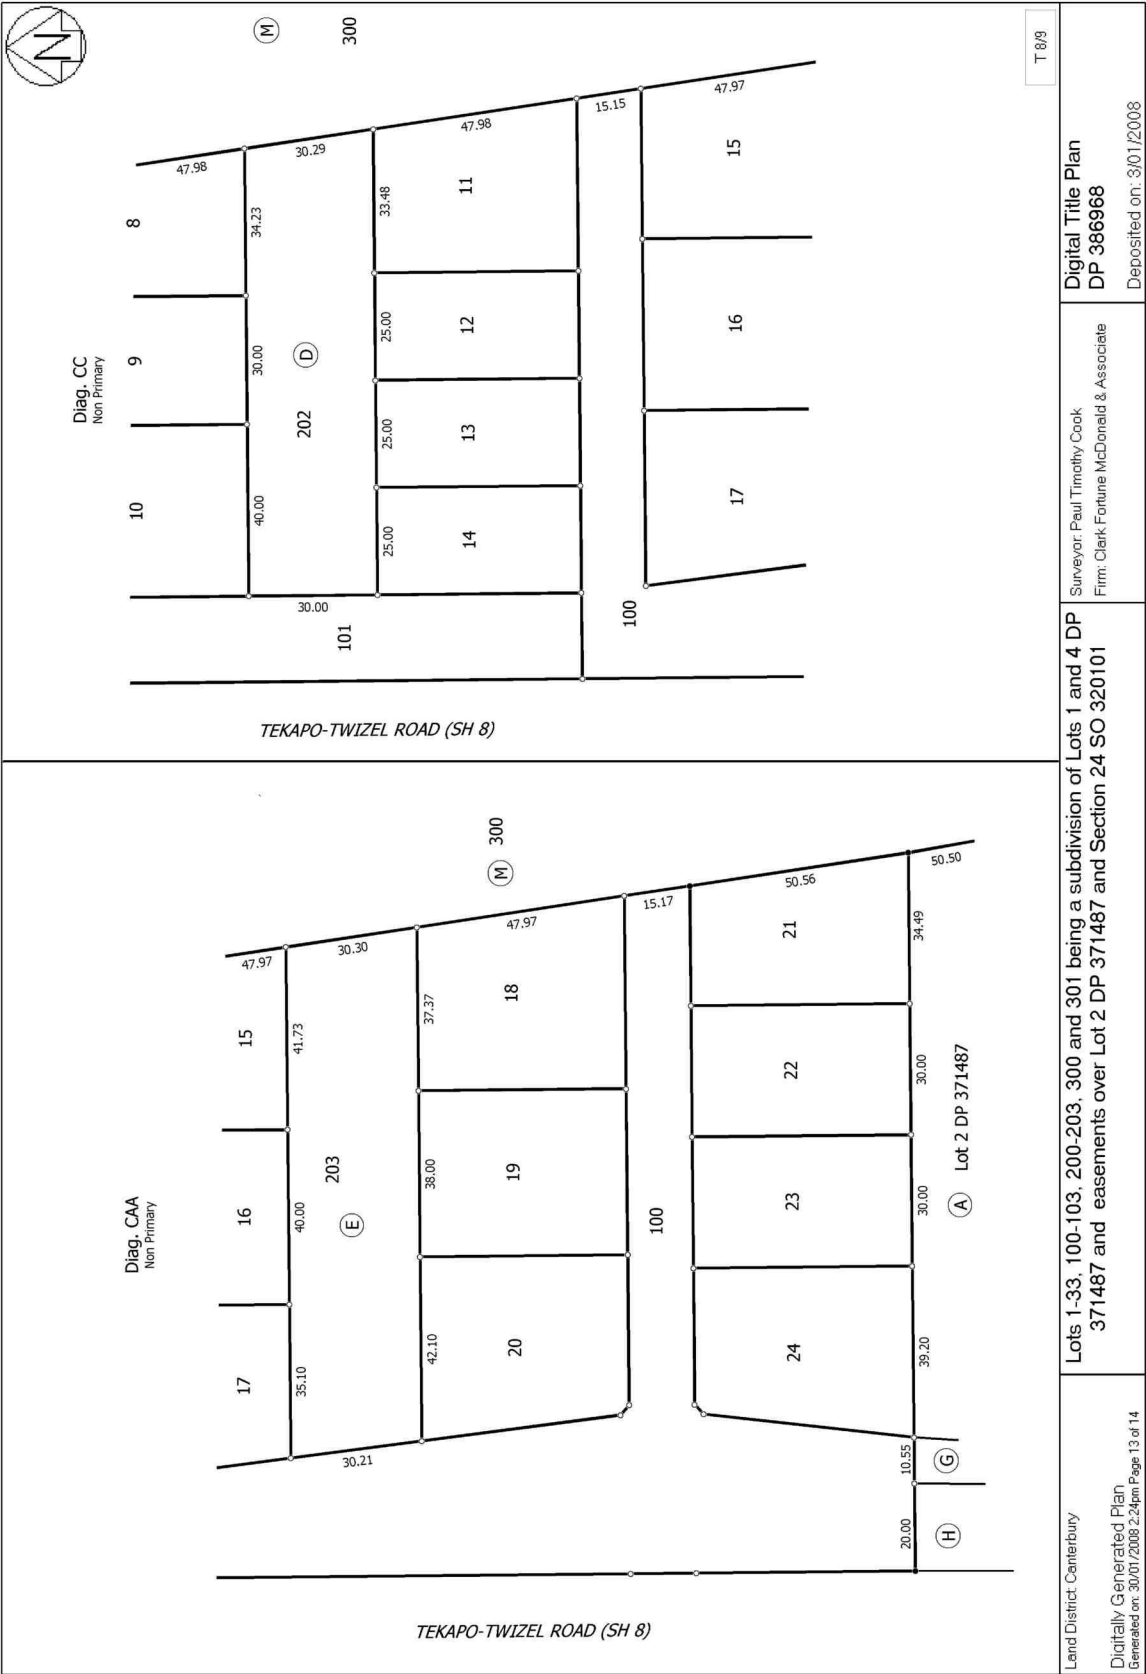 N
Diag. CAA
Non Primary
17
16
15
47.97
35.10
40.00
41.73
30.21
203
E
30.30
M 300
42.10
38.00
37.37
47.97
20
19
18
15.17
100
24
23
22
21
50.56
39.20
30.00
30.00
34.49
50.50
20.00
10.55
H
G
A Lot 2 DP 371487
TEKAPO-TWIZEL ROAD (SH 8)
Diag. CC
Non Primary
10
9
8
47.98
40.00
30.00
34.23
30.00
101
202
D
30.29
M
300
25.00
25.00
25.00
33.48
47.98
14
13
12
11
15.15
100
17
16
15
47.97
TEKAPO-TWIZEL ROAD (SH 8)
T 8/9
Land District: Canterbury
Digitally Generated Plan
Generated on: 30/01/2008 2:24pm Page 13 of 14
Lots 1-33, 100-103, 200-203, 300 and 301 being a subdivision of Lots 1 and 4 DP
371487 and easements over Lot 2 DP 371487 and Section 24 SO 320101
Surveyor: Paul Timothy Cook
Firm: Clark Fortune McDonald & Associate
Digital Title Plan
DP 386968
Deposited on: 3/01/2008